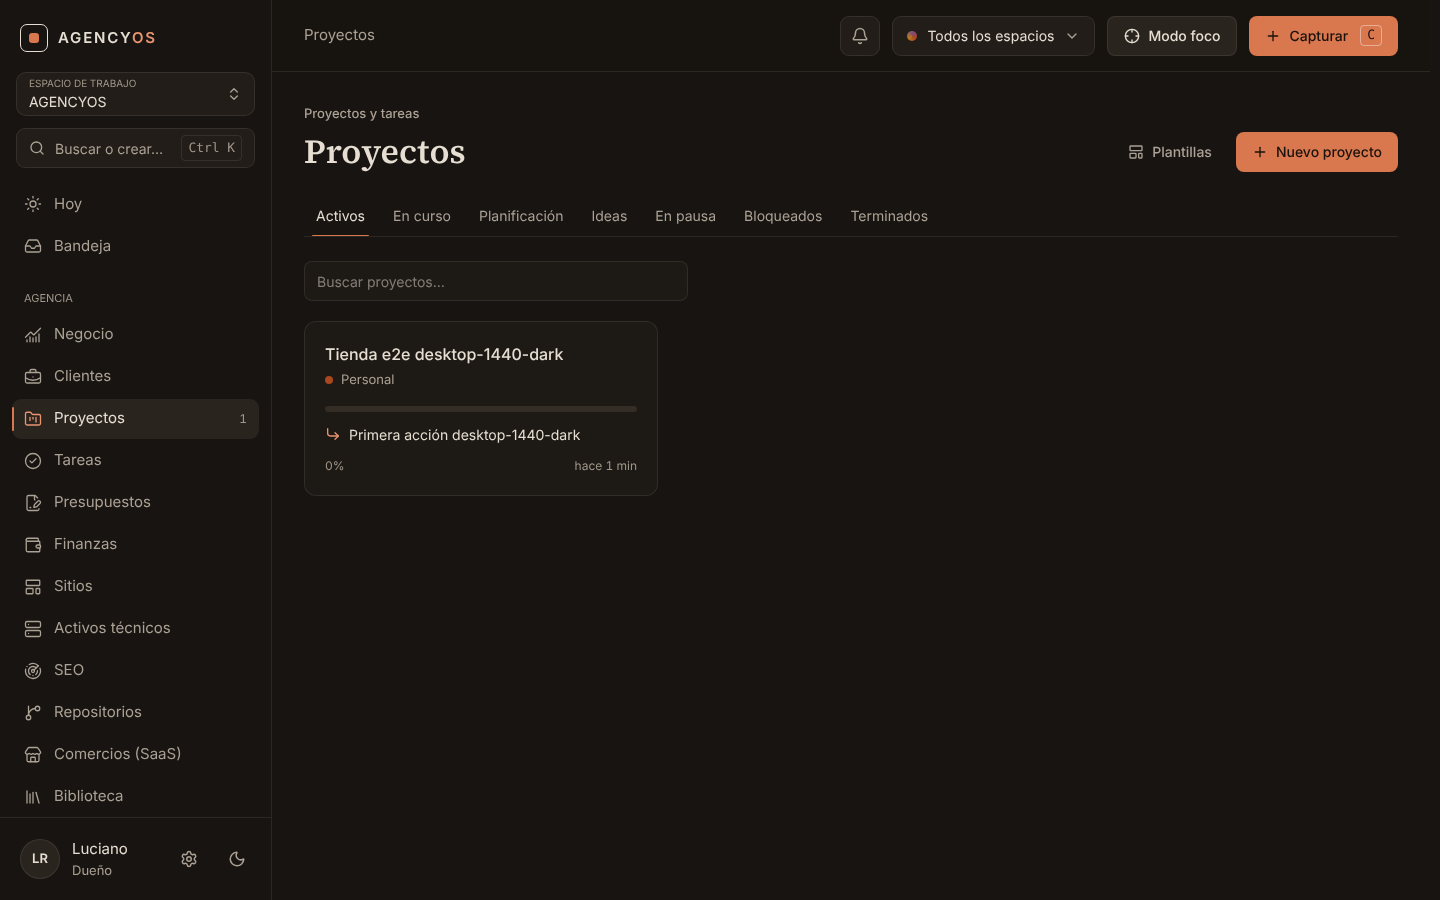 AGENCYOS
ESPACIO DE TRABAJO
AGENCYOS
Buscar o crear... Ctrl K
Hoy
Bandeja
AGENCIA
Negocio
Clientes
Proyectos 1
Tareas
Presupuestos
Finanzas
Sitios
Activos técnicos
SEO
Repositorios
Comercios (SaaS)
Biblioteca
LR
Luciano
Dueño
Proyectos
Todos los espacios
Modo foco
Capturar C
Proyectos y tareas
Proyectos
Plantillas
Nuevo proyecto
Activos En curso Planificación Ideas En pausa Bloqueados Terminados
Buscar proyectos...
Tienda e2e desktop-1440-dark
Personal
Primera acción desktop-1440-dark
0% hace 1 min